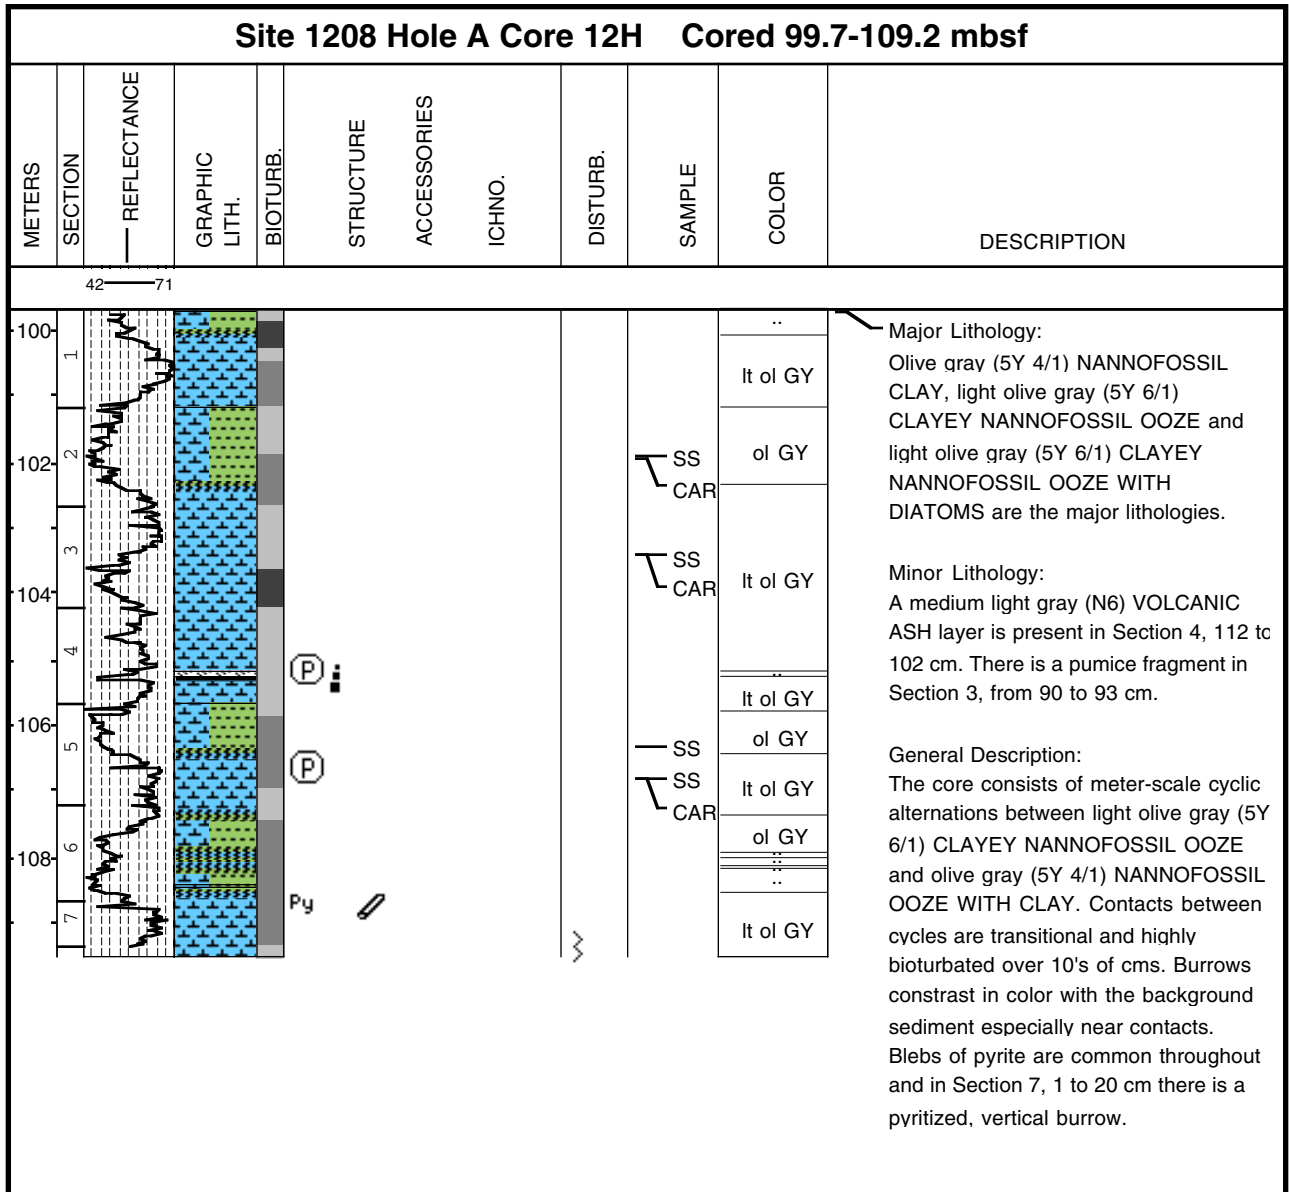 Site 1208 Hole A Core 12H Cored 99.7-109.2 mbsf
METERS
SECTION
REFLECTANCE
GRAPHIC
LITH.
BIOTURB.
STRUCTURE
ACCESSORIES
ICHNO.
DISTURB.
SAMPLE
COLOR
DESCRIPTION
42 71
100
102
104
106
108
1
2
3
4
5
6
7
P
P
Py
SS
CAR
SS
CAR
SS
SS
CAR
..
lt ol GY
ol GY
lt ol GY
..
lt ol GY
ol GY
lt ol GY
ol GY
..
..
..
..
lt ol GY
Major Lithology:
Olive gray (5Y 4/1) NANNOFOSSIL
CLAY, light olive gray (5Y 6/1)
CLAYEY NANNOFOSSIL OOZE and
light olive gray (5Y 6/1) CLAYEY
NANNOFOSSIL OOZE WITH
DIATOMS are the major lithologies.
Minor Lithology:
A medium light gray (N6) VOLCANIC
ASH layer is present in Section 4, 112 to
102 cm. There is a pumice fragment in
Section 3, from 90 to 93 cm.
General Description:
The core consists of meter-scale cyclic
alternations between light olive gray (5Y
6/1) CLAYEY NANNOFOSSIL OOZE
and olive gray (5Y 4/1) NANNOFOSSIL
OOZE WITH CLAY. Contacts between
cycles are transitional and highly
bioturbated over 10's of cms. Burrows
constrast in color with the background
sediment especially near contacts.
Blebs of pyrite are common throughout
and in Section 7, 1 to 20 cm there is a
pyritized, vertical burrow.